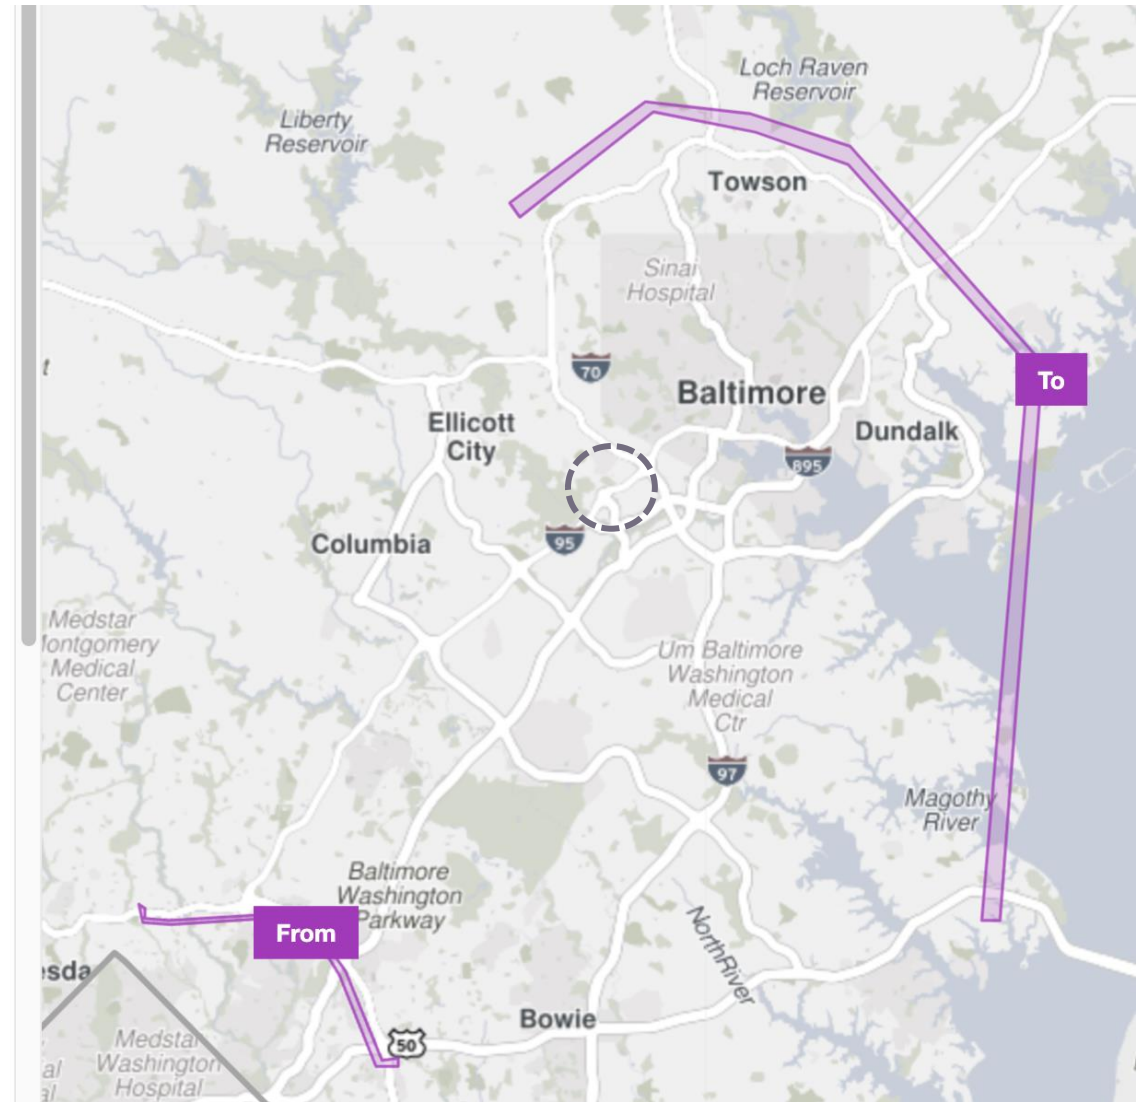 Loch Raven
Reservoir
Liberty
Reservoir
Towson
Sinai
Hospital
70
To
Baltimore
Ellicott
City
Dundalk
895
95
Columbia
Medstar
Montgomery
Medical
Center
Um Baltimore
Washington
Medical
Ctr
97
Magothy
River
Baltimore
Washington
Parkway
From
NorthRiver
esda
Bowie
50
Medstar
Washington
Hospital